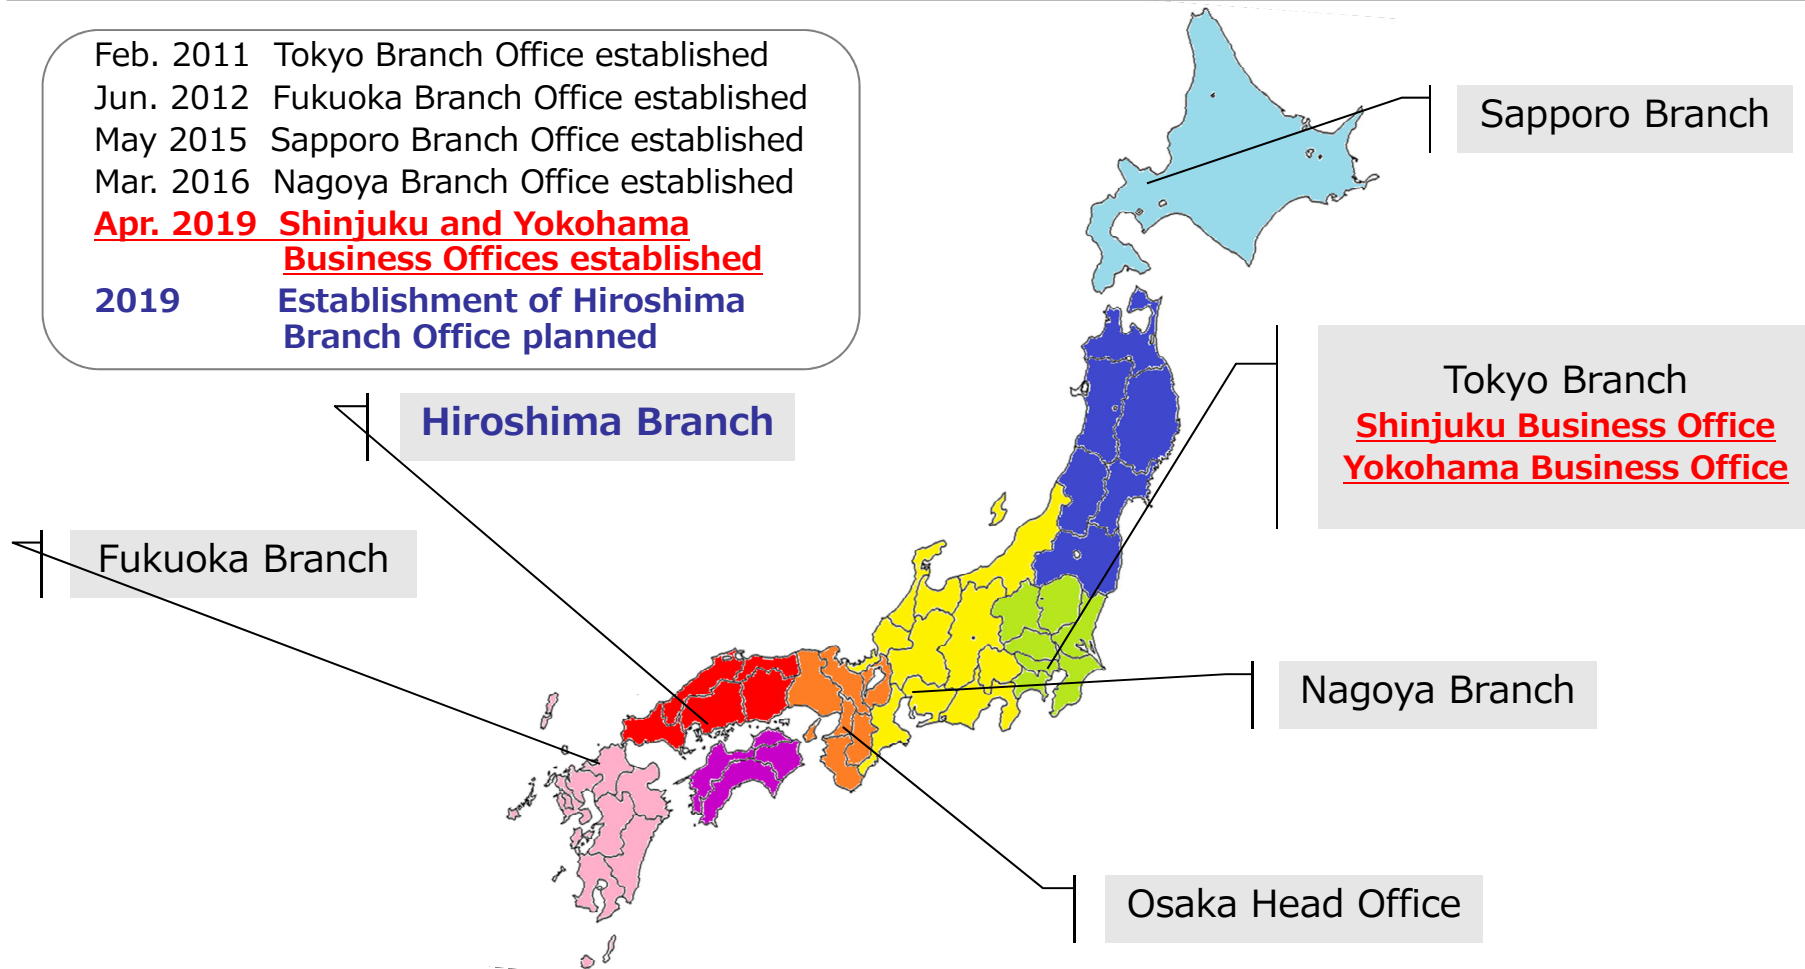 Feb. 2011 Tokyo Branch Office established
Jun. 2012 Fukuoka Branch Office established
May 2015 Sapporo Branch Office established
Mar. 2016 Nagoya Branch Office established
Apr. 2019 Shinjuku and Yokohama
Business Offices established
2019 Establishment of Hiroshima
Branch Office planned
Sapporo Branch
Tokyo Branch
Shinjuku Business Office
Yokohama Business Office
Hiroshima Branch
Fukuoka Branch
Nagoya Branch
Osaka Head Office